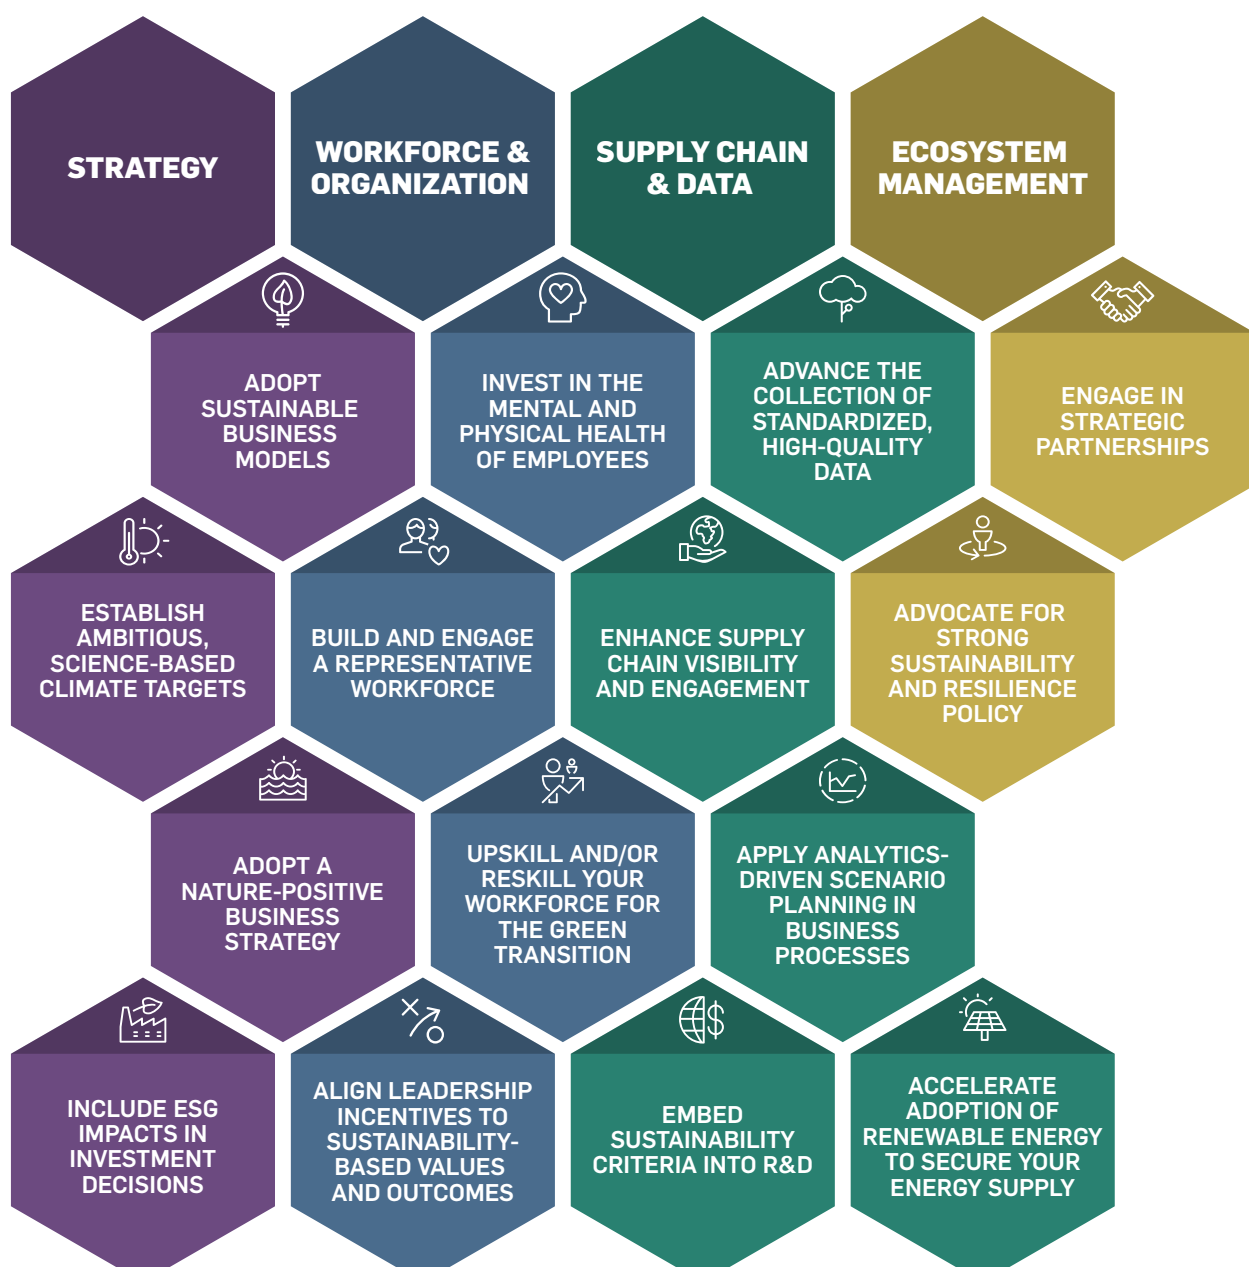 STRATEGY
WORKFORCE &
ORGANIZATION
SUPPLY CHAIN
& DATA
ECOSYSTEM
MANAGEMENT
ADOPT
SUSTAINABLE
BUSINESS
MODELS
INVEST IN THE
MENTAL AND
PHYSICAL HEALTH
OF EMPLOYEES
ADVANCE THE
COLLECTION OF
STANDARDIZED,
HIGH-QUALITY
DATA
ENGAGE IN
STRATEGIC
PARTNERSHIPS
ESTABLISH
AMBITIOUS,
SCIENCE-BASED
CLIMATE TARGETS
BUILD AND ENGAGE
A REPRESENTATIVE
WORKFORCE
ENHANCE SUPPLY
CHAIN VISIBILITY
AND ENGAGEMENT
ADVOCATE FOR
STRONG
SUSTAINABILITY
AND RESILIENCE
POLICY
ADOPT A
NATURE-POSITIVE
BUSINESS
STRATEGY
UPSKILL AND/OR
RESKILL YOUR
WORKFORCE FOR
THE GREEN
TRANSITION
APPLY ANALYTICS-
DRIVEN SCENARIO
PLANNING IN
BUSINESS
PROCESSES
INCLUDE ESG
IMPACTS IN
INVESTMENT
DECISIONS
ALIGN LEADERSHIP
INCENTIVES TO
SUSTAINABILITY-
BASED VALUES
AND OUTCOMES
EMBED
SUSTAINABILITY
CRITERIA INTO R&D
ACCELERATE
ADOPTION OF
RENEWABLE ENERGY
TO SECURE YOUR
ENERGY SUPPLY